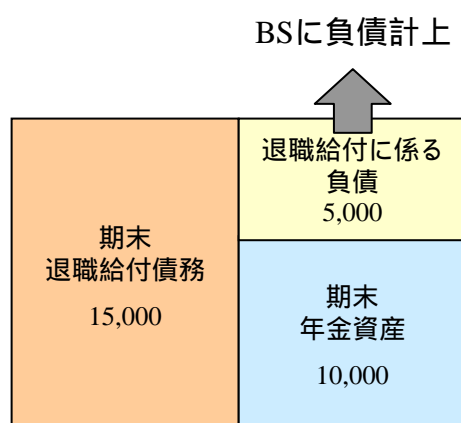 BSに負債計上
退職給付に係る
負債
5,000
期末
退職給付債務
15,000
期末
年金資産
10,000